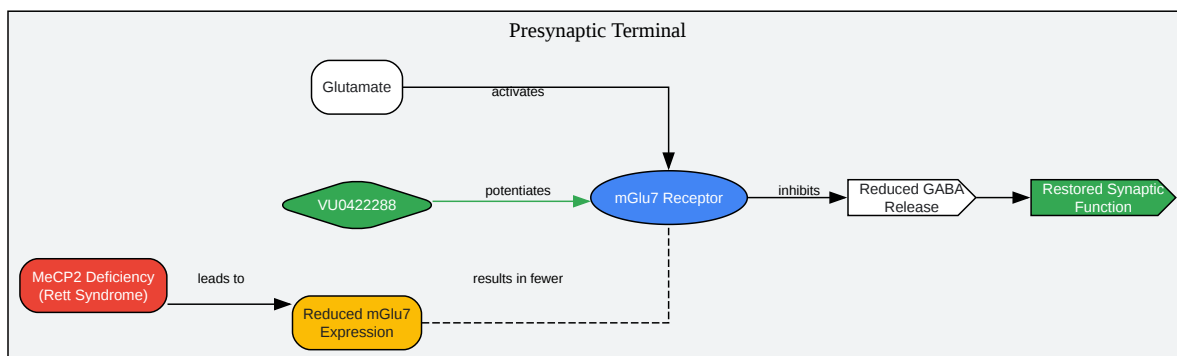 Presynaptic Terminal
Glutamate
activates
VU0422288
potentiates
mGlu7 Receptor
inhibits
Reduced GABA
Release
Restored Synaptic
Function
MeCP2 Deficiency
(Rett Syndrome)
leads to
Reduced mGlu7
Expression
results in fewer